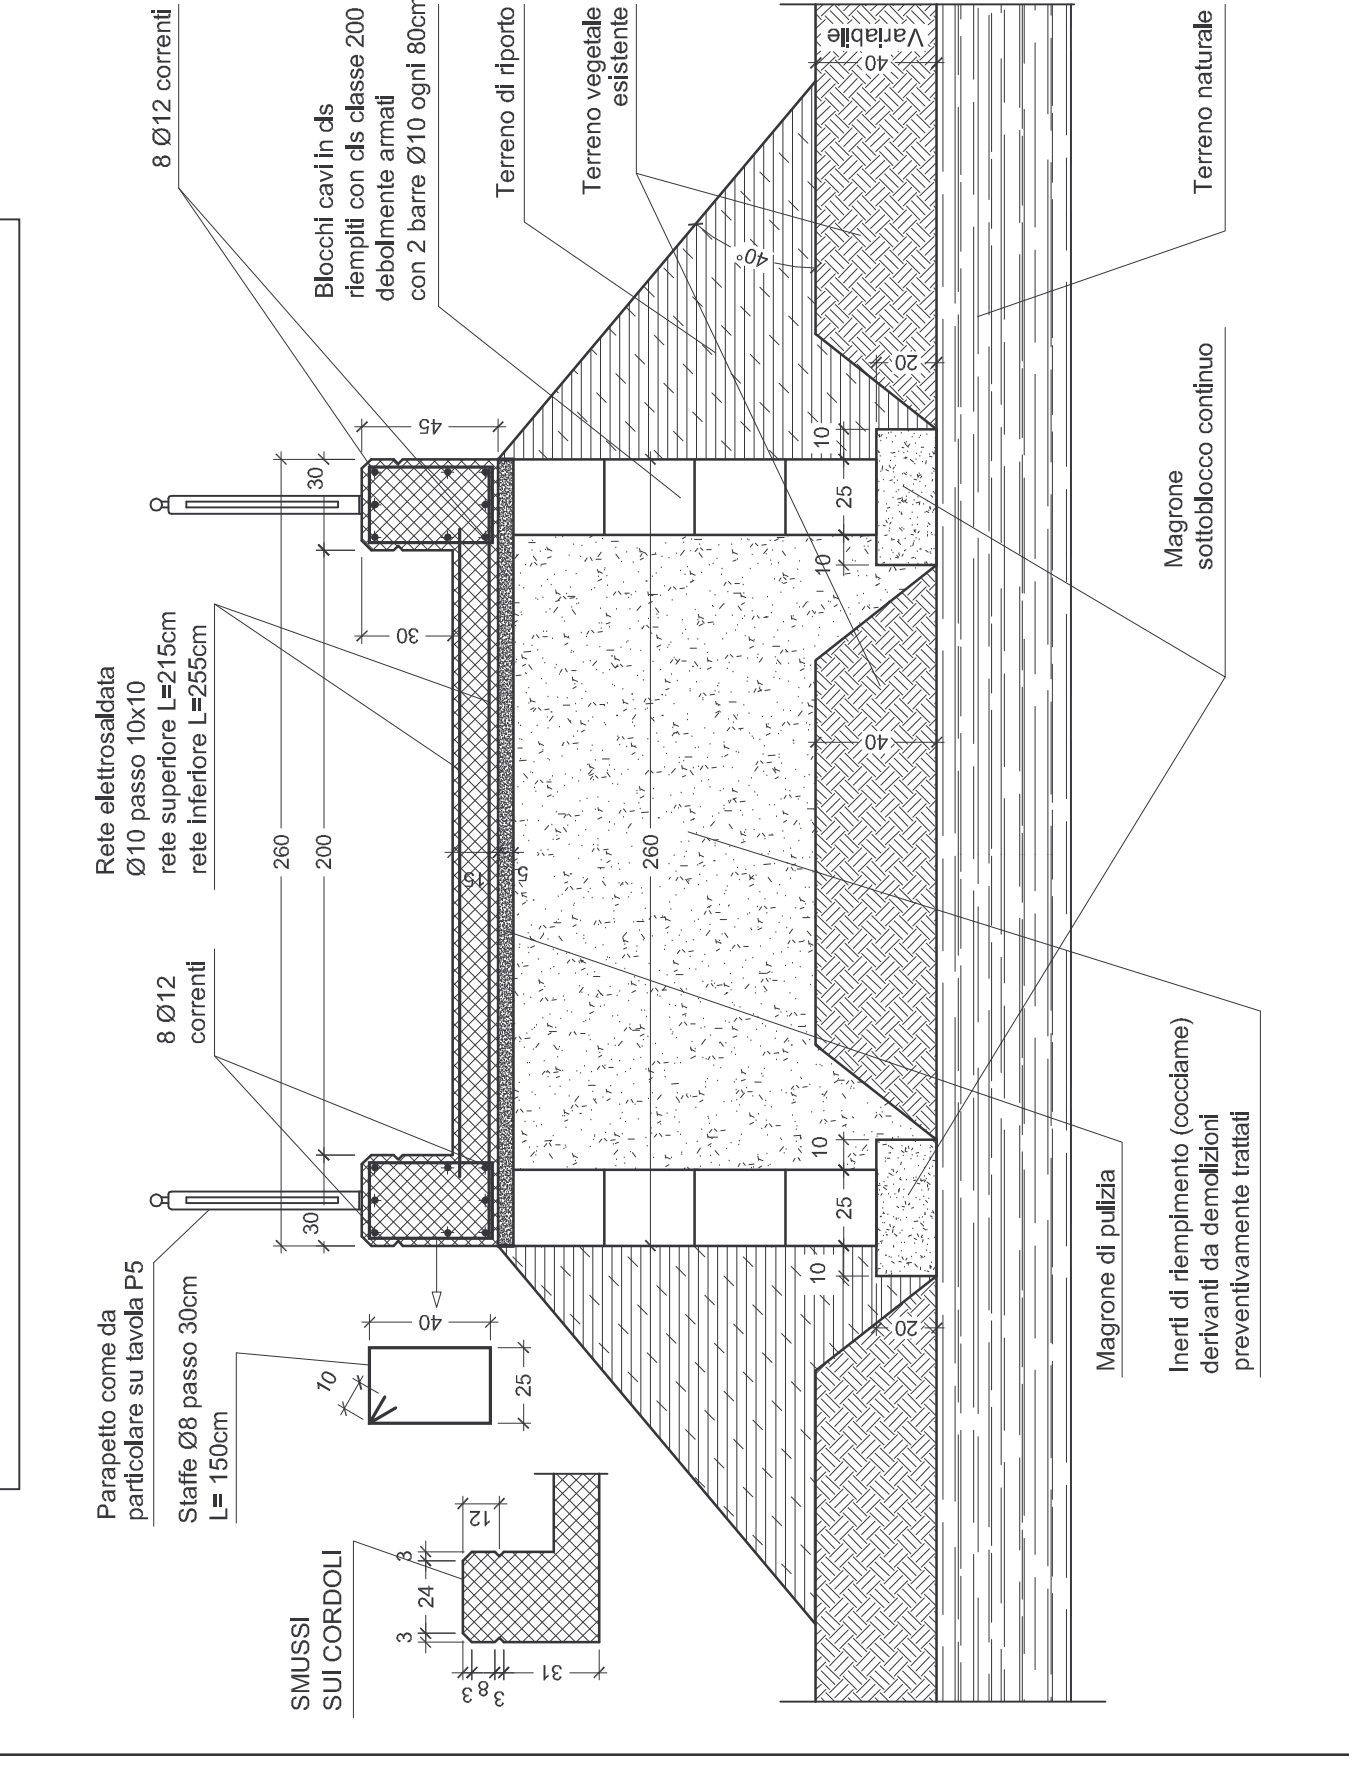 8 Ø12 correnti
Blocchi cavi in cls
riempiti con cls classe 200
debolmente armati
con 2 barre Ø10 ogni 80cm
Terreno di riporto
Terreno vegetale
esistente
Variabile
40
Terreno naturale
40°
20
45
30
260
200
30
10
25
10
Magrone
sottoblocco continuo
Rete elettrosaldata
Ø10 passo 10x10
rete superiore L=215cm
rete inferiore L=255cm
30
15
5
260
40
8 Ø12
correnti
30
10
25
10
20
Magrone di pulizia
Inerti di riempimento (cocciame)
derivanti da demolizioni
preventivamente trattati
Parapetto come da
particolare su tavola P5
Staffe Ø8 passo 30cm
L= 150cm
40
10
25
SMUSSI
SUI CORDOLI
12
3
24
3
3
8
3
31